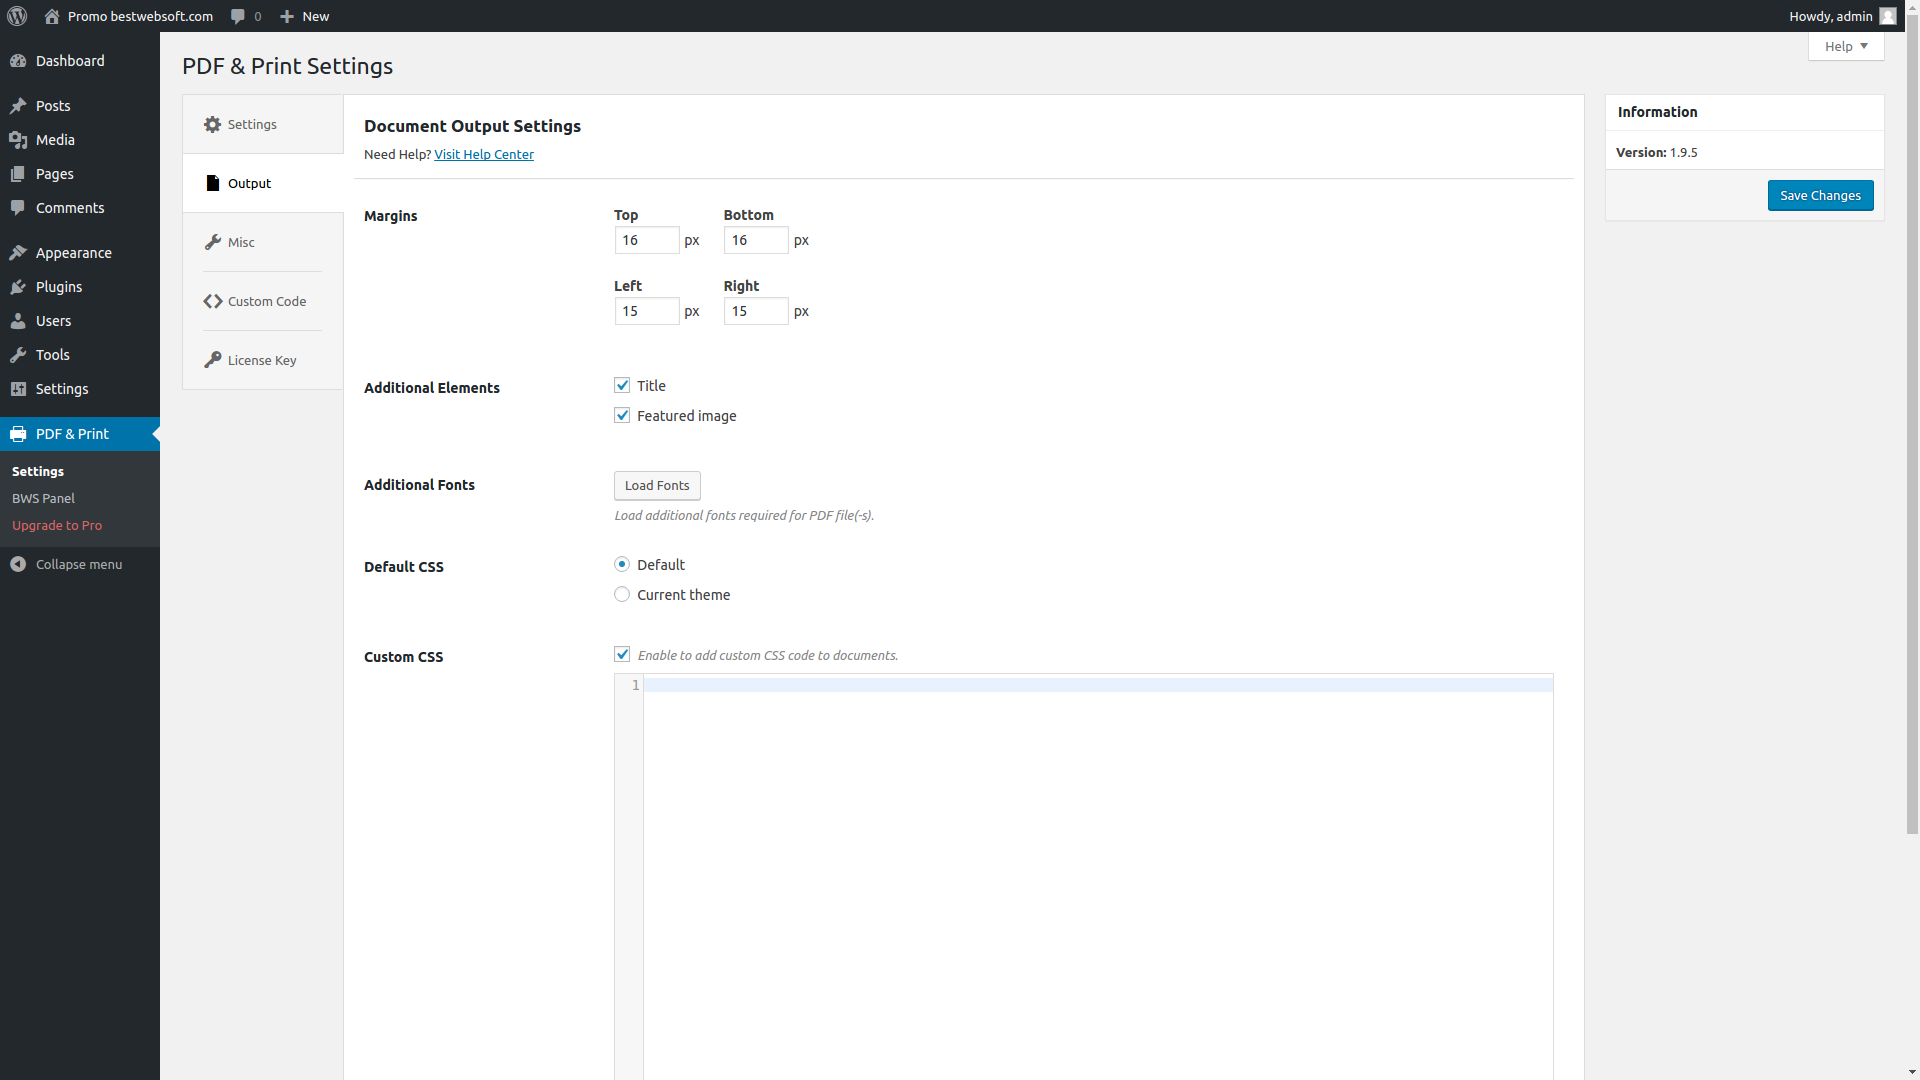 Promo bestwebsoft.com 0 New Howdy, admin
Help
Dashboard
Posts
Media
Pages
Comments
Appearance
Plugins
Users
Tools
Settings
PDF & Print
Settings
BWS Panel
Upgrade to Pro
Collapse menu
PDF & Print Settings
Settings
Output
Misc
Custom Code
License Key
Document Output Settings
Need Help? Visit Help Center
Margins
Top Bottom
16 px 16 px
Left Right
15 px 15 px
Additional Elements
Title
Featured image
Additional Fonts
Load Fonts
Load additional fonts required for PDF file(-s).
Default CSS
Default
Current theme
Custom CSS
Enable to add custom CSS code to documents.
1
Information
Version: 1.9.5
Save Changes